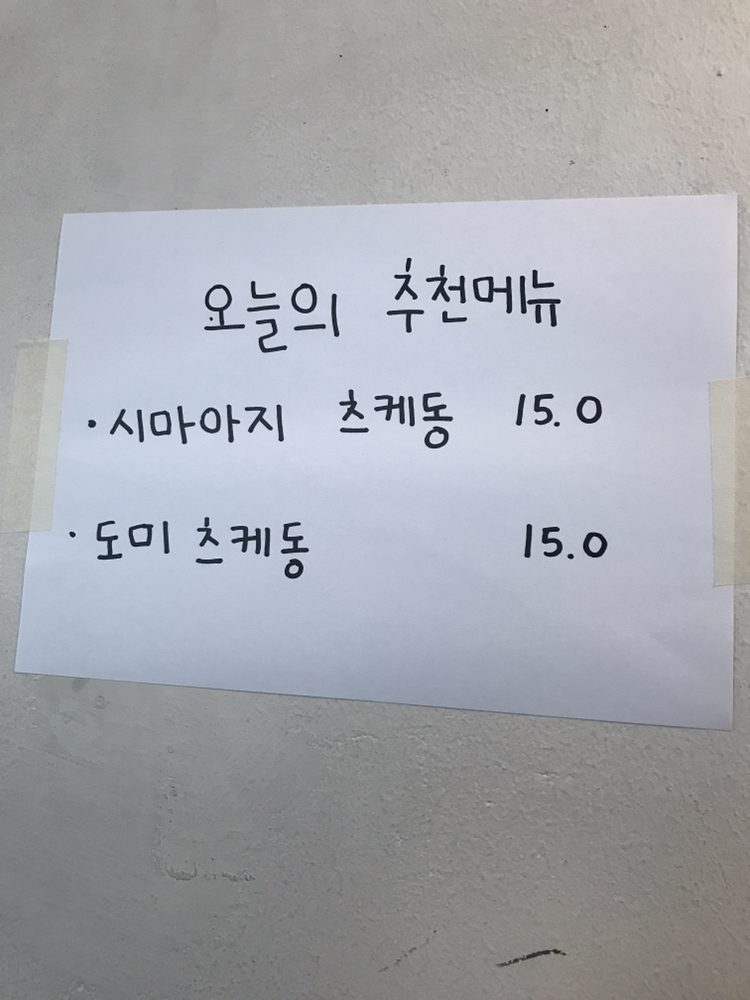 오늘의 추천메뉴
· 시마아지 츠케동 15.0
· 도미 츠케동 15.0